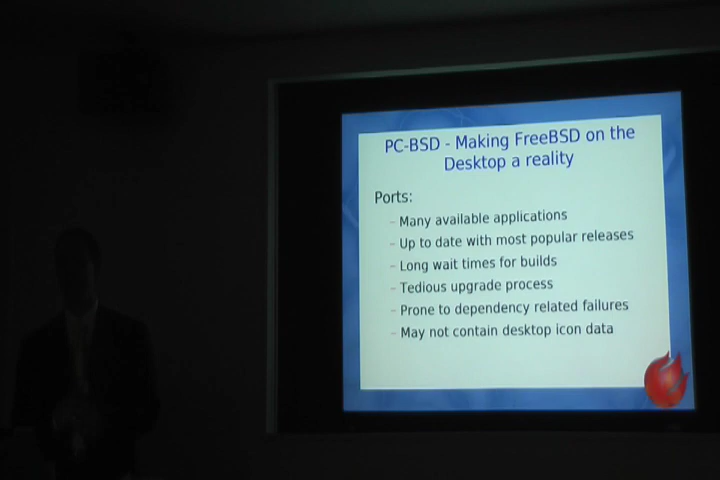 PC-BSD - Making FreeBSD on the
Desktop a reality
Ports:
– Many available applications
– Up to date with most popular releases
– Long wait times for builds
– Tedious upgrade process
– Prone to dependency related failures
– May not contain desktop icon data